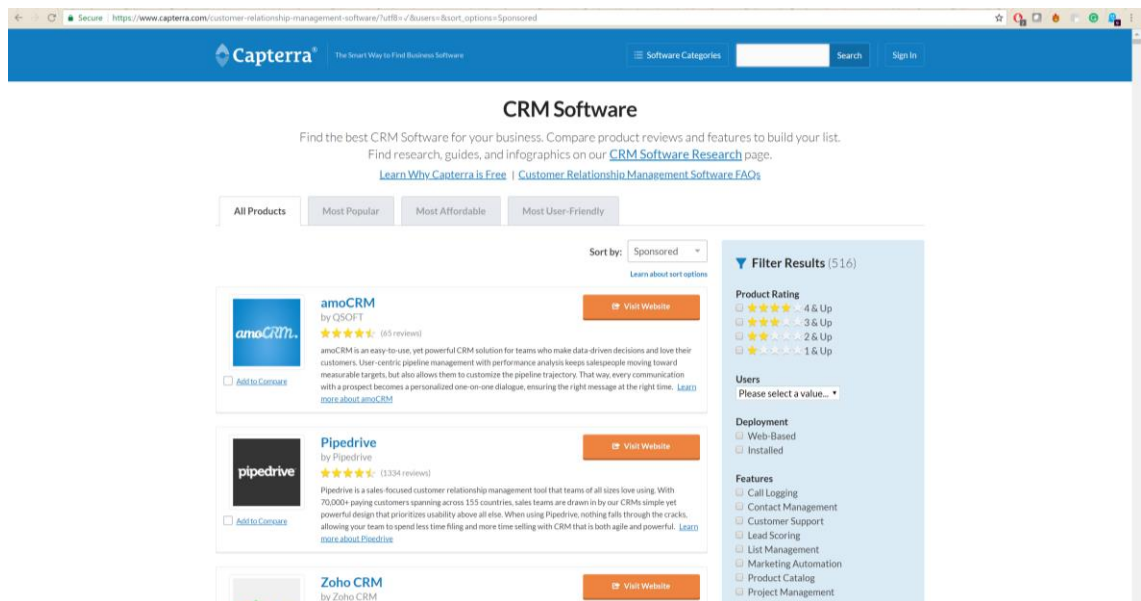 Secure | https://www.capterra.com/customer-relationship-management-software/?utf8=✓&users=&sort_options=Sponsored
Capterra® The Smart Way to Find Business Software Software Categories Search Sign In
CRM Software
Find the best CRM Software for your business. Compare product reviews and features to build your list.
Find research, guides, and infographics on our CRM Software Research page.
Learn Why Capterra is Free | Customer Relationship Management Software FAQs
All Products Most Popular Most Affordable Most User-Friendly
Sort by: Sponsored
Learn about sort options
amoCRM.
Add to Compare
amoCRM
by QSOFT
(65 reviews)
Visit Website
amoCRM is an easy-to-use, yet powerful CRM solution for teams who make data-driven decisions and love their
customers. User-centric pipeline management with performance analysis keeps salespeople moving toward
measurable targets, but also allows them to customize the pipeline trajectory. That way, every communication
with a prospect becomes a personalized one-on-one dialogue, ensuring the right message at the right time. Learn
more about amoCRM
pipedrive
Add to Compare
Pipedrive
by Pipedrive
(1334 reviews)
Visit Website
Pipedrive is a sales-focused customer relationship management tool that teams of all sizes love using. With
70,000+ paying customers spanning across 155 countries, sales teams are drawn in by our CRMs simple yet
powerful design that prioritizes usability above all else. When using Pipedrive, nothing falls through the cracks,
allowing your team to spend less time filing and more time selling with CRM that is both agile and powerful. Learn
more about Pipedrive
Zoho CRM
by Zoho CRM
Visit Website
Filter Results (516)
Product Rating
4 & Up
3 & Up
2 & Up
1 & Up
Users
Please select a value...
Deployment
Web-Based
Installed
Features
Call Logging
Contact Management
Customer Support
Lead Scoring
List Management
Marketing Automation
Product Catalog
Project Management